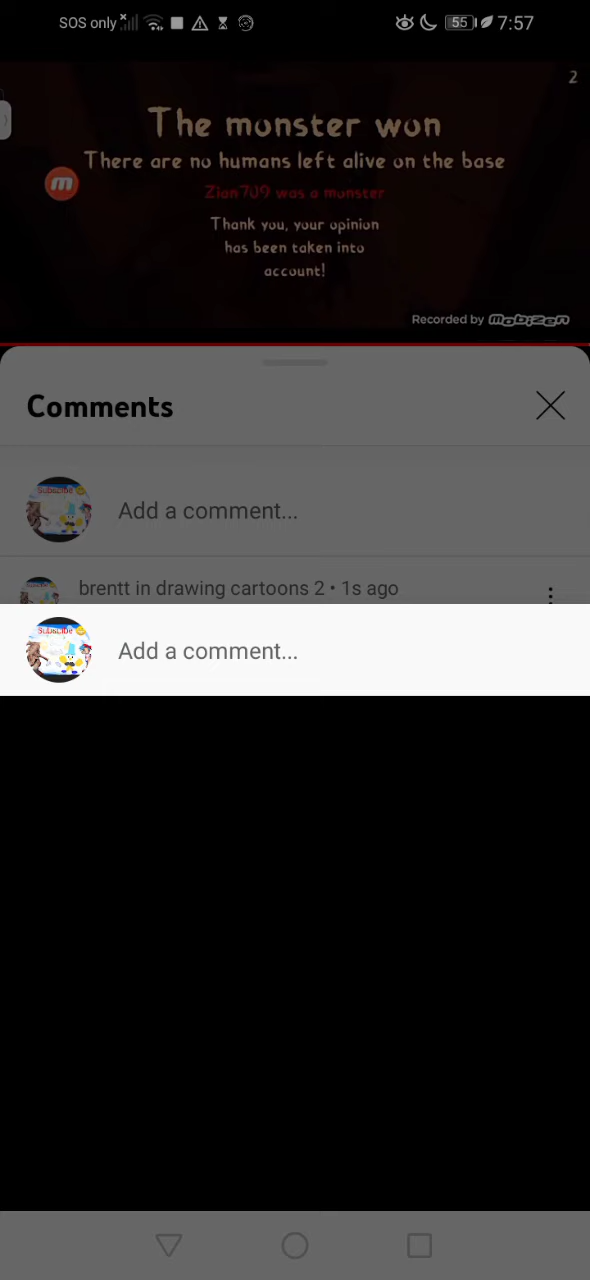 SOS only
55
7:57
2
The monster won
There are no humans left alive on the base
Zian709 was a monster
Thank you, your opinion
has been taken into
account!
Recorded by Mobizen
Comments
Add a comment...
brentt in drawing cartoons 2 • 1s ago
Add a comment...